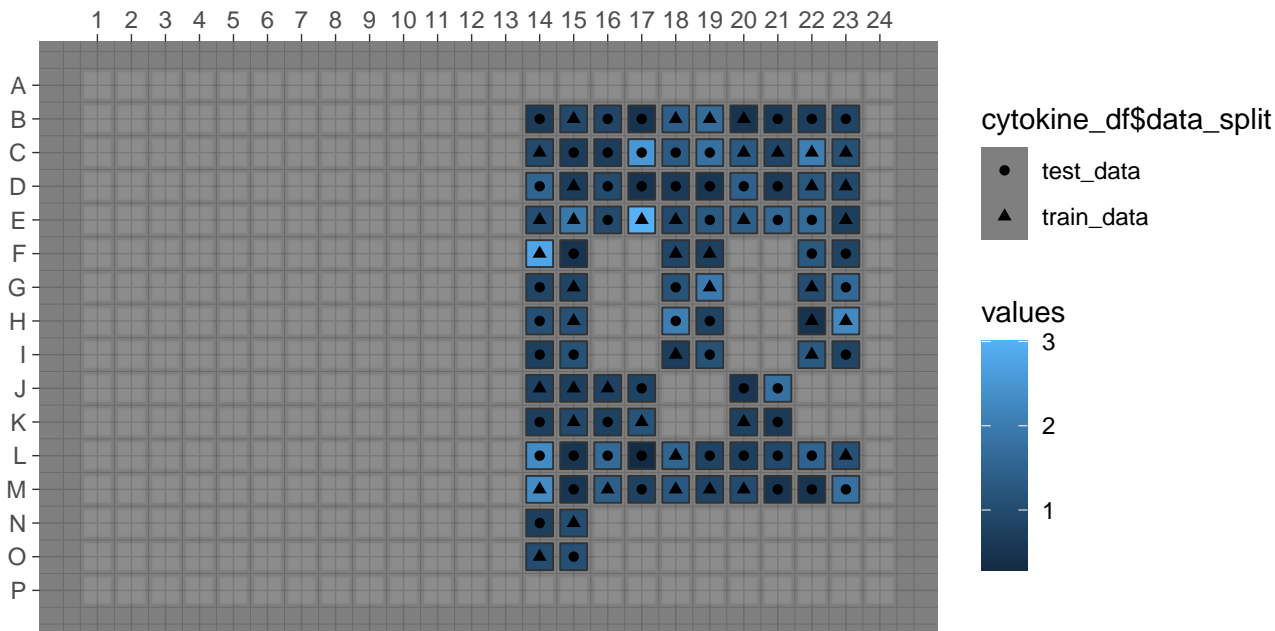 1 2 3 4 5 6 7 8 9 10 11 12 13 14 15 16 17 18 19 20 21 22 23 24
A
B
C
D
E
F
G
H
I
J
K
L
M
N
O
P
cytokine_df$data_split
test_data
train_data
values
3
2
1